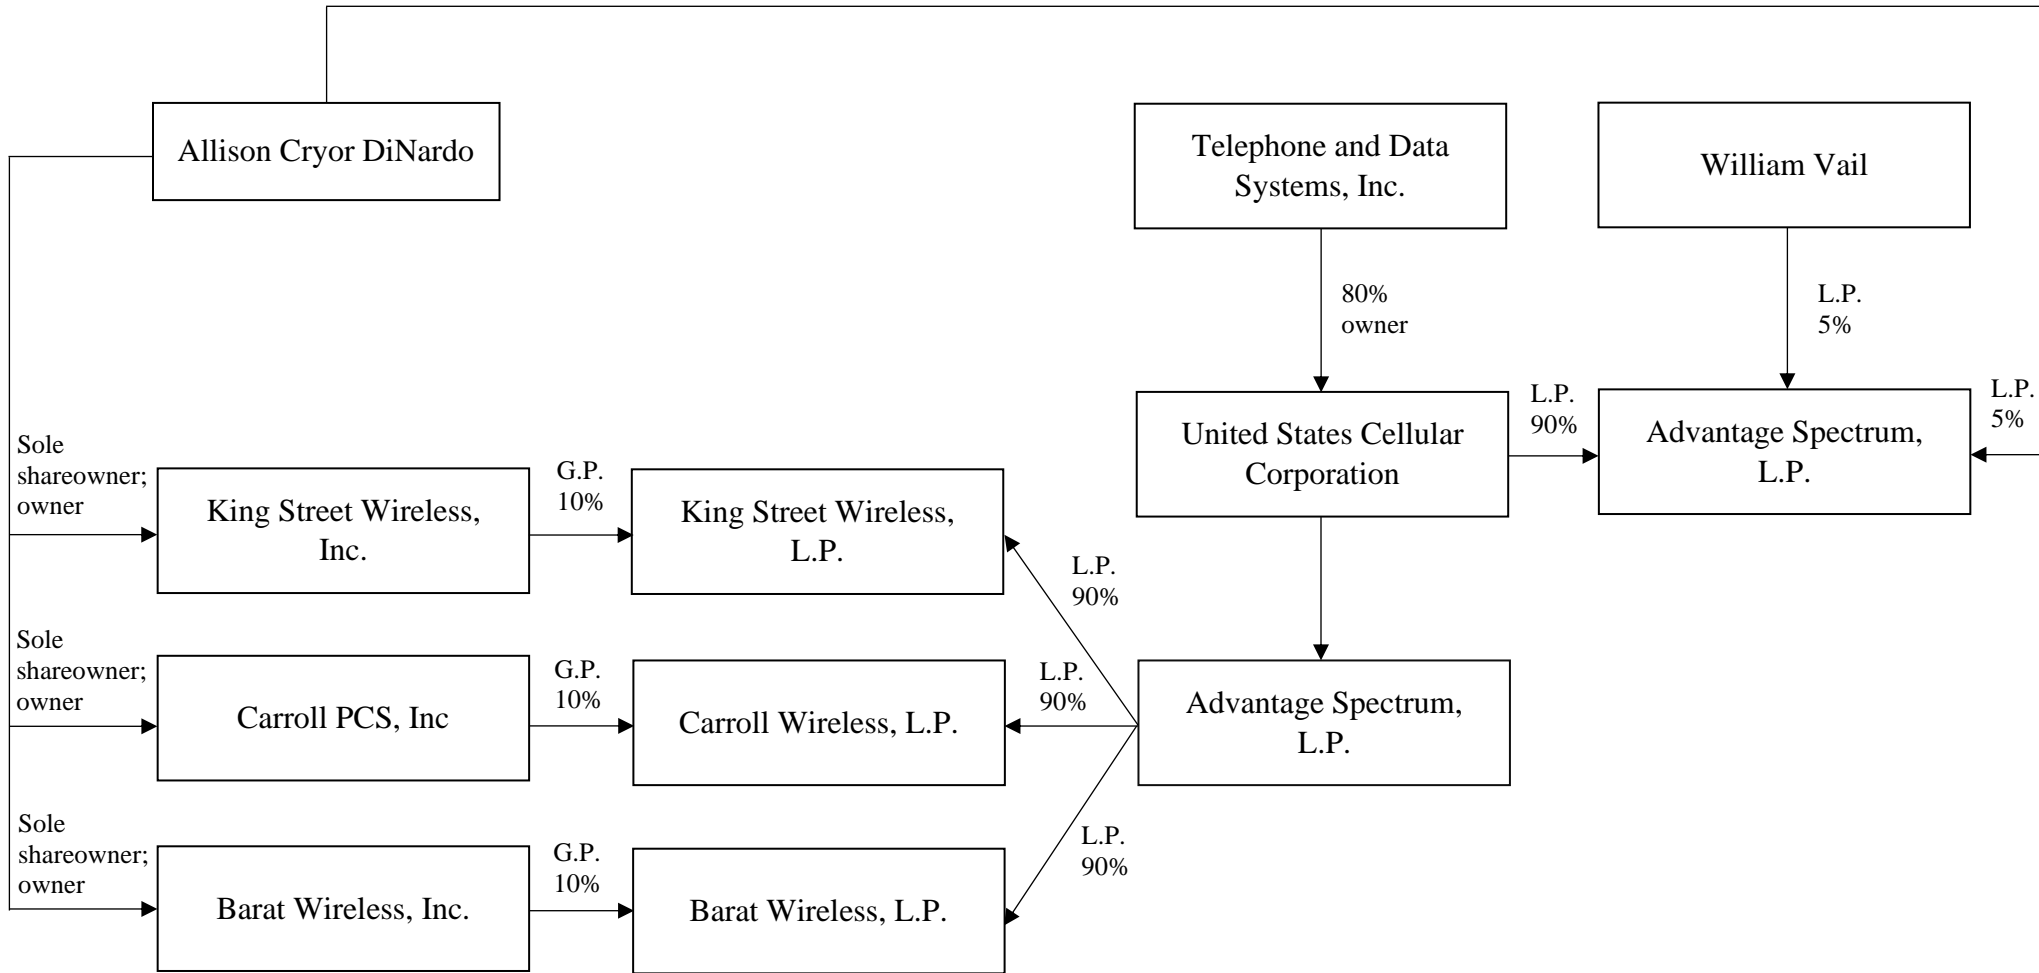 Allison Cryor DiNardo
Telephone and Data
Systems, Inc.
William Vail
80%
owner
L.P.
5%
L.P.
90%
L.P.
5%
United States Cellular
Corporation
Advantage Spectrum,
L.P.
Sole
shareowner;
owner
King Street Wireless,
Inc.
G.P.
10%
King Street Wireless,
L.P.
L.P.
90%
Sole
shareowner;
owner
Carroll PCS, Inc
G.P.
10%
Carroll Wireless, L.P.
L.P.
90%
Advantage Spectrum,
L.P.
Sole
shareowner;
owner
Barat Wireless, Inc.
G.P.
10%
Barat Wireless, L.P.
L.P.
90%